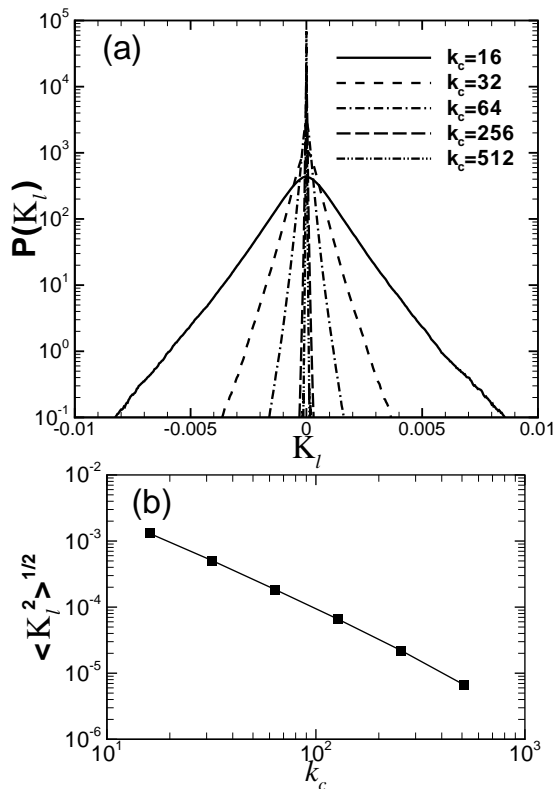 (a)
k_c=16
k_c=32
k_c=64
k_c=256
k_c=512
P(K_l)
10^5
10^4
10^3
10^2
10^1
10^0
10^-1
-0.01 -0.005 0 0.005 0.01
K_l
(b)
<K_l^2>^1/2
10^-2
10^-3
10^-4
10^-5
10^-6
10^1 10^2 10^3
k_c